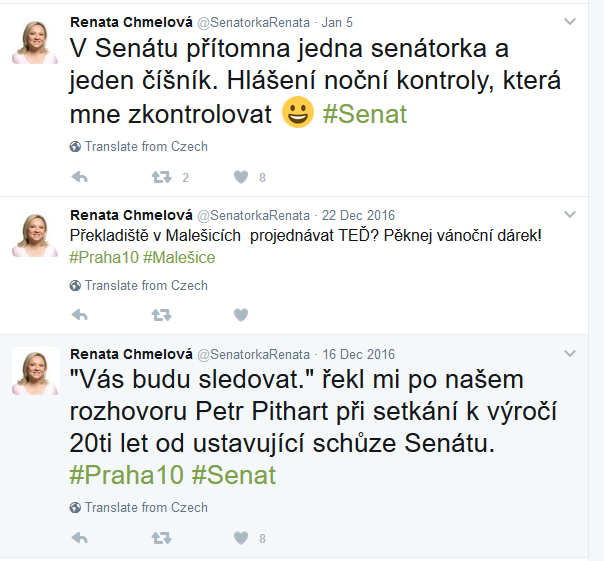 Renata Chmelová @SenatorkaRenata · Jan 5
V Senátu přítomna jedna senátorka a
jeden číšník. Hlášení noční kontroly, která
mne zkontrolovat 😀 #Senat
Translate from Czech
2 8
Renata Chmelová @SenatorkaRenata · 22 Dec 2016
Překladiště v Malešicích projednávat TEĎ? Pěknej vánoční dárek!
#Praha10 #Malešice
Translate from Czech
Renata Chmelová @SenatorkaRenata · 16 Dec 2016
"Vás budu sledovat." řekl mi po našem
rozhovoru Petr Pithart při setkání k výročí
20ti let od ustavující schůze Senátu.
#Praha10 #Senat
Translate from Czech
8